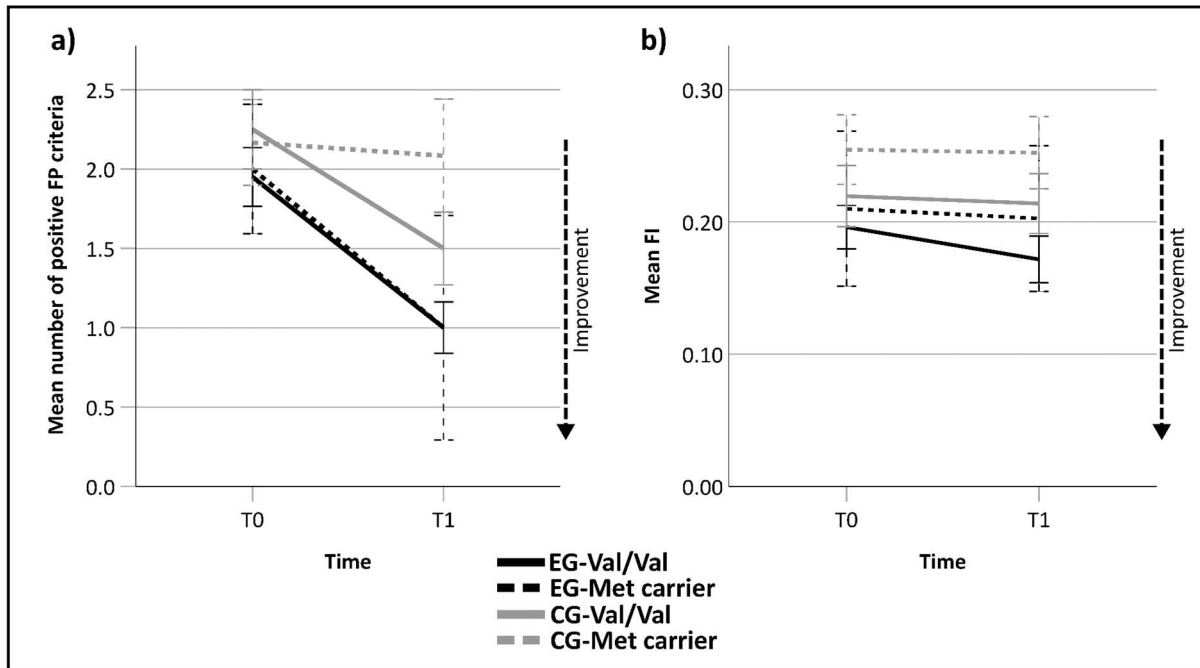 a)
Mean number of positive FP criteria
2.5
2.0
1.5
1.0
0.5
0.0
T0
T1
Time
Improvement
b)
Mean FI
0.30
0.20
0.10
0.00
T0
T1
Time
Improvement
EG-Val/Val
EG-Met carrier
CG-Val/Val
CG-Met carrier